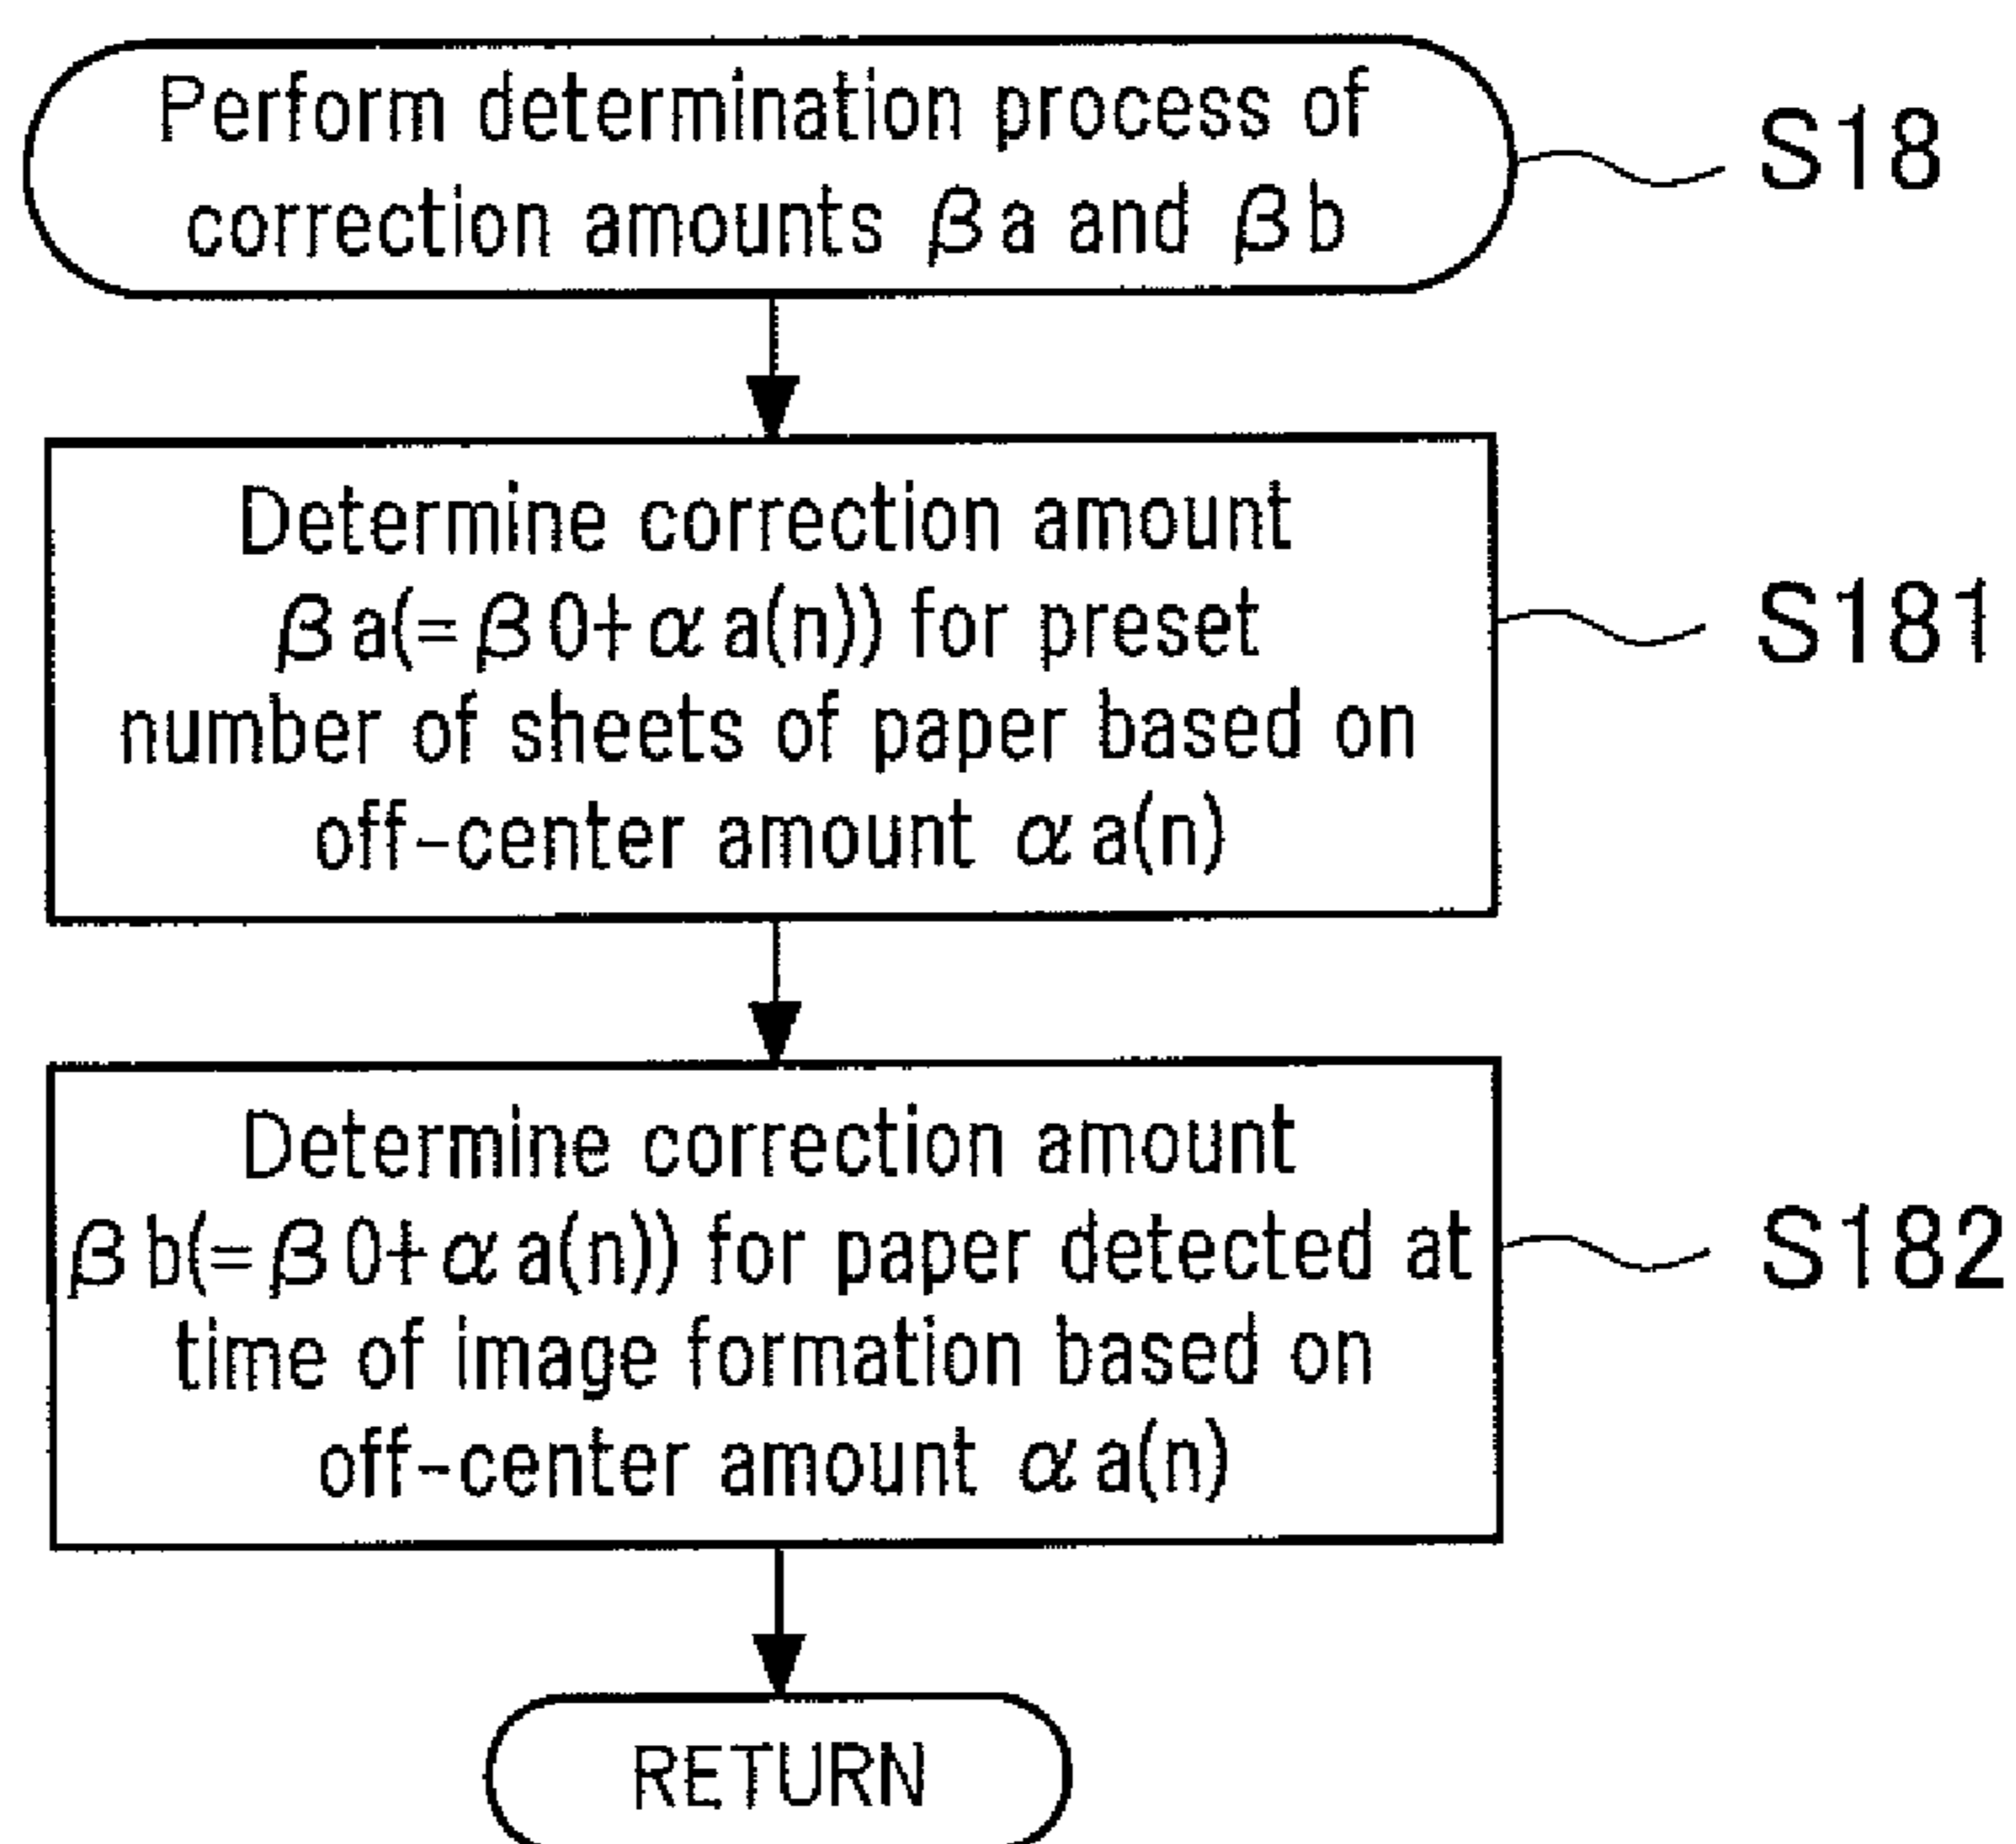 Perform determination process of
correction amounts βa and βb
S18
Determine correction amount
βa(=β0+αa(n)) for preset
number of sheets of paper based on
off-center amount αa(n)
S181
Determine correction amount
βb(=β0+αa(n)) for paper detected at
time of image formation based on
off-center amount αa(n)
S182
RETURN